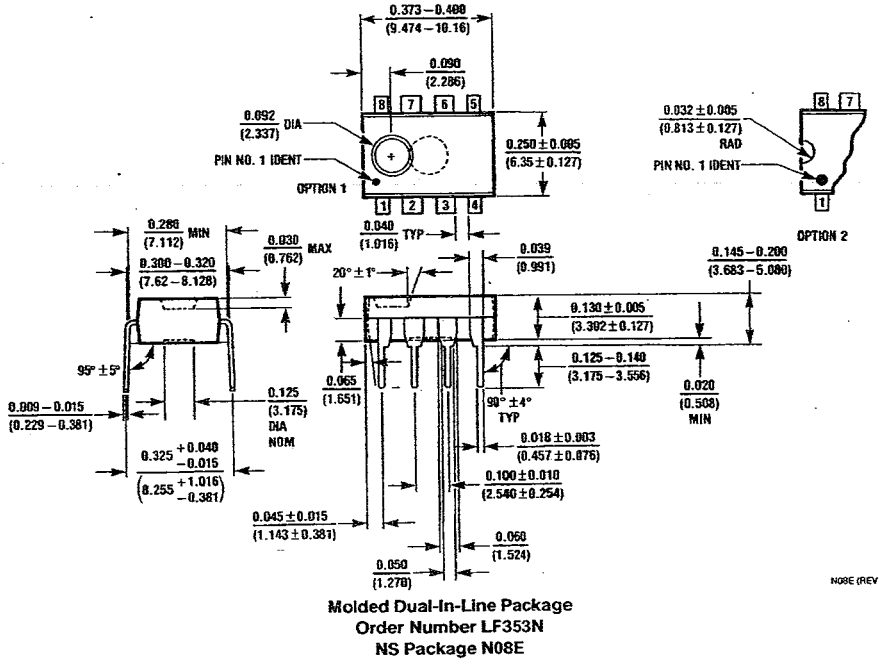 0.373–0.400
(9.474–10.16)
0.090
(2.286)
8 7 6 5
0.092 DIA
(2.337)
PIN NO. 1 IDENT
OPTION 1
1 2 3 4
0.250 ± 0.005
(6.35 ± 0.127)
0.032 ± 0.005
(0.813 ± 0.127)
RAD
PIN NO. 1 IDENT
8 7
1
OPTION 2
0.280 MIN
(7.112)
0.300–0.320
(7.62–8.128)
0.030 MAX
(0.762)
0.040 TYP
(1.016)
0.039
(0.991)
20° ± 1°
0.145–0.200
(3.683–5.080)
0.130 ± 0.005
(3.302 ± 0.127)
0.125–0.140
(3.175–3.556)
0.020
(0.508)
MIN
95° ± 5°
0.009–0.015
(0.229–0.381)
0.125
(3.175)
DIA
NOM
0.065
(1.651)
90° ± 4°
TYP
0.018 ± 0.003
(0.457 ± 0.076)
0.325 +0.040
−0.015
(8.255 +1.016
−0.381)
0.100 ± 0.010
(2.540 ± 0.254)
0.045 ± 0.015
(1.143 ± 0.381)
0.060
(1.524)
0.050
(1.270)
N08E (REV
Molded Dual-In-Line Package
Order Number LF353N
NS Package N08E